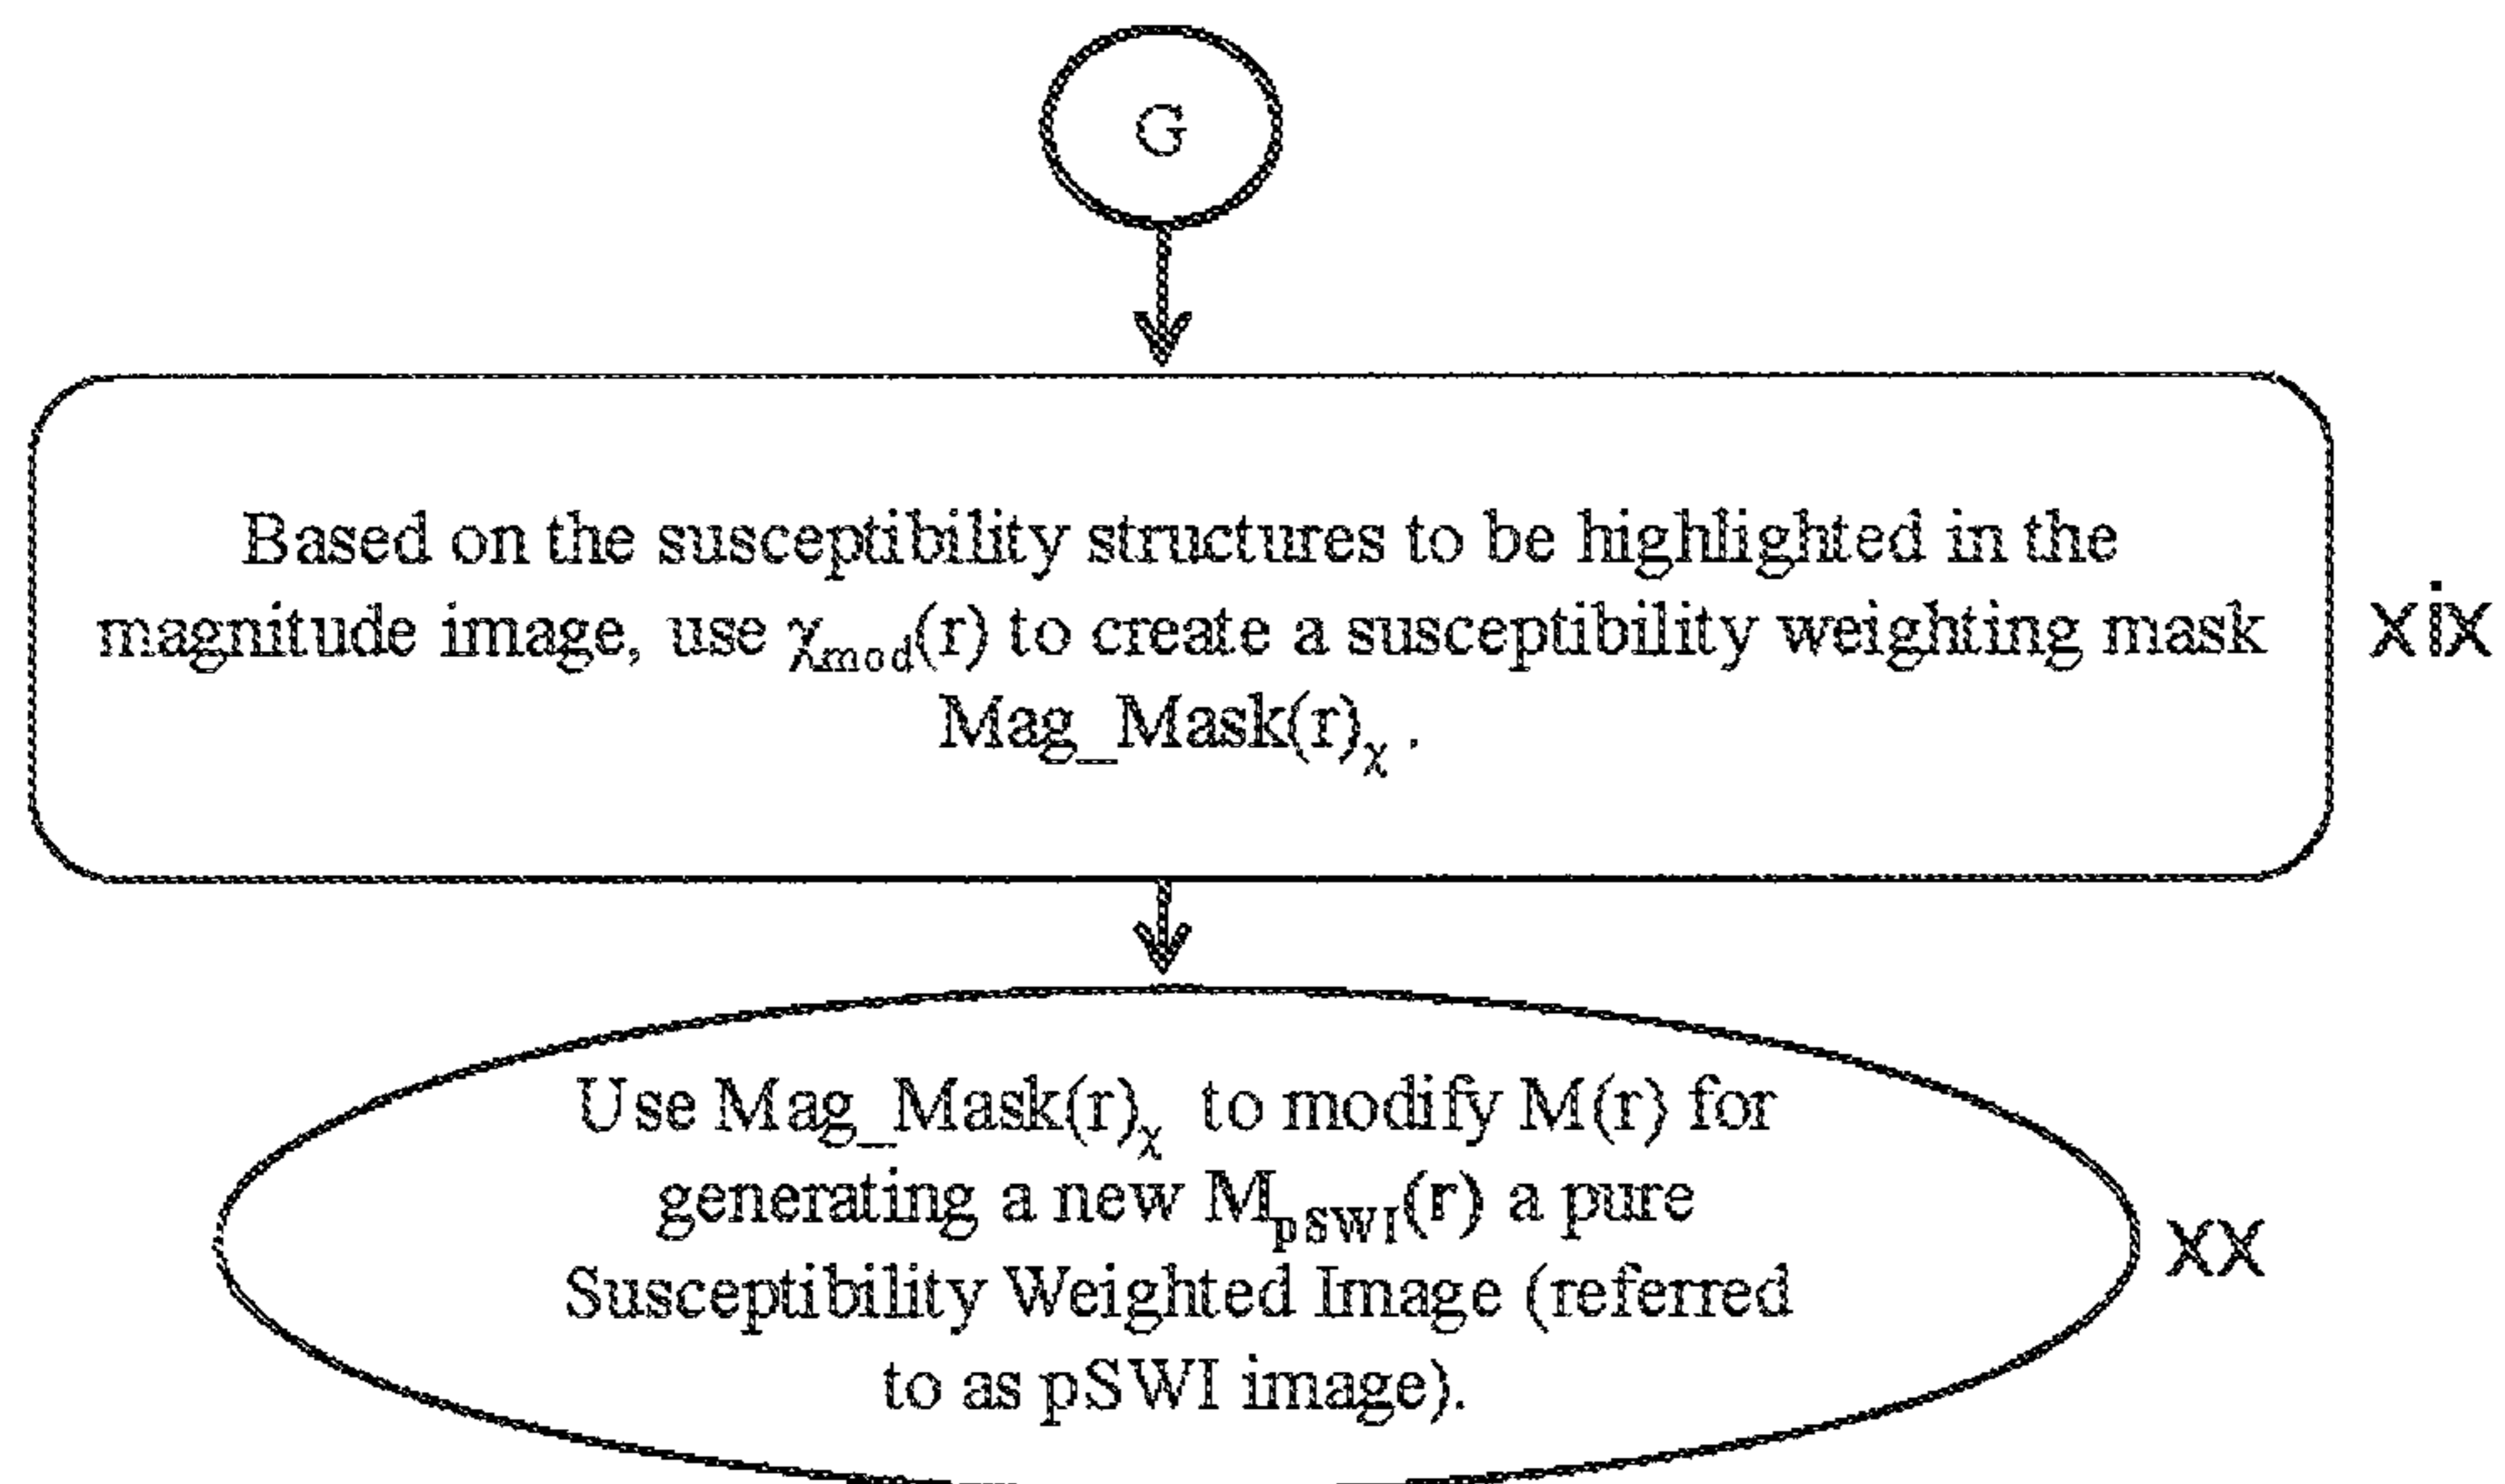 G
Based on the susceptibility structures to be highlighted in the
magnitude image, use χmod(r) to create a susceptibility weighting mask
Mag_Mask(r)χ .
xix
Use Mag_Mask(r)χ to modify M(r) for
generating a new MpSWI(r) a pure
Susceptibility Weighted Image (referred
to as pSWI image).
xx